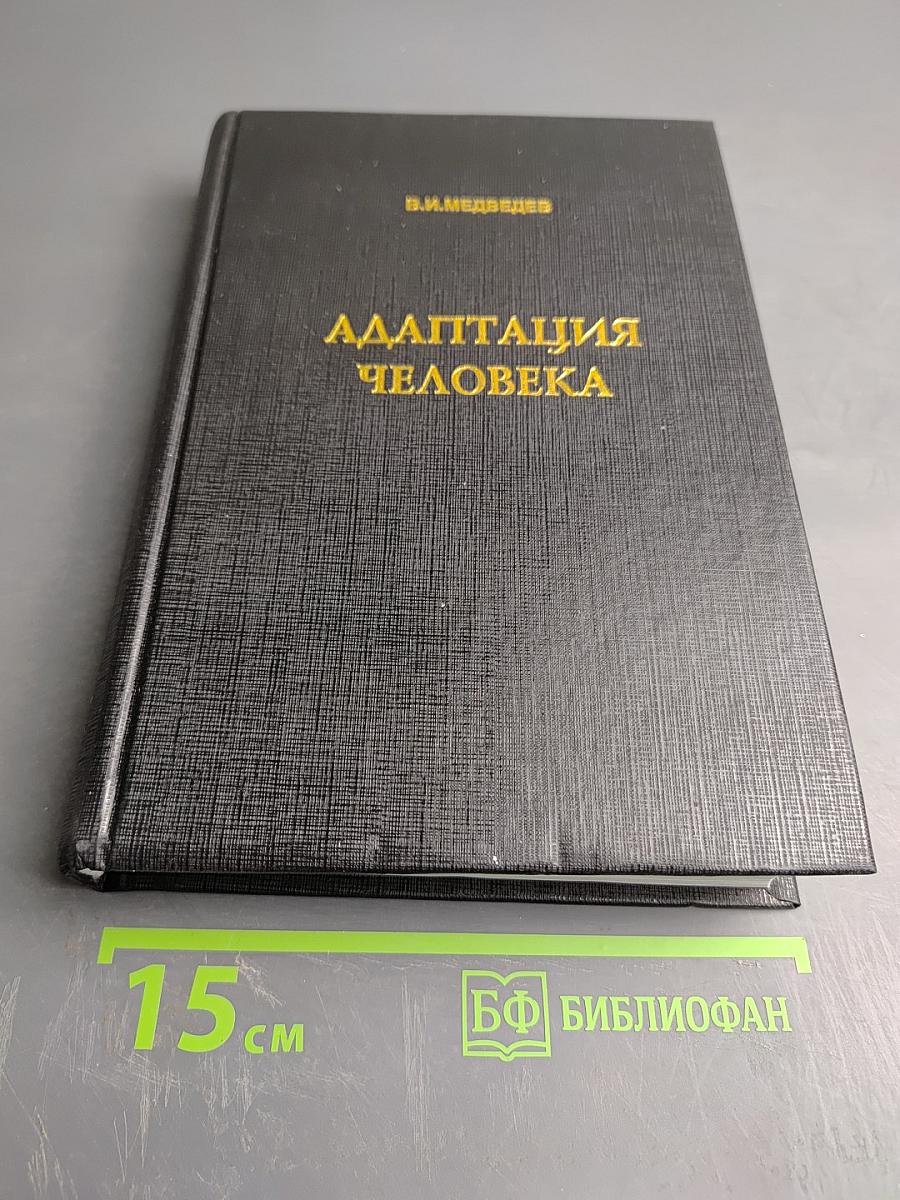 В.И.МЕДВЕДЕВ
АДАПТАЦИЯ
ЧЕЛОВЕКА
15 см
БФ БИБЛИОФАН